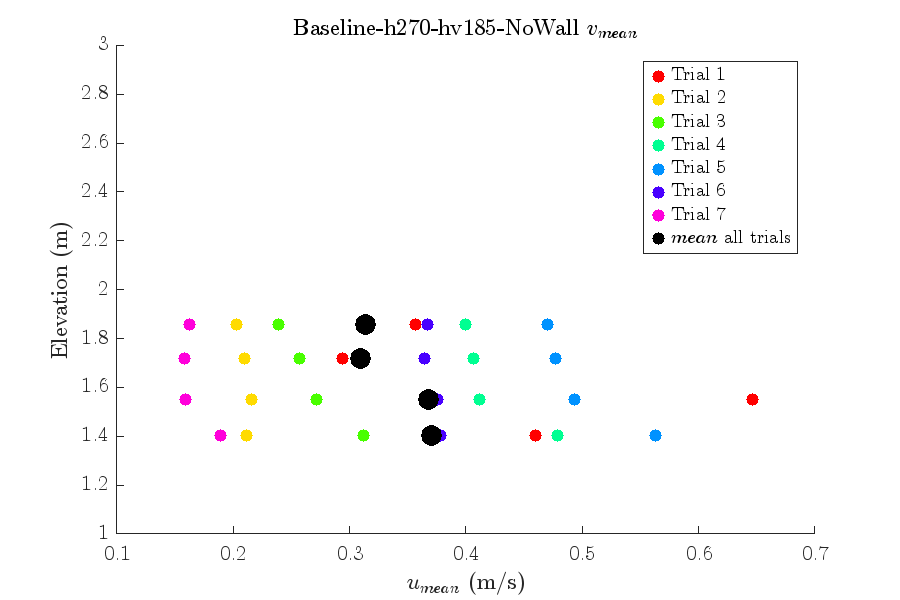 Baseline-h270-hv185-NoWall v_mean
3
2.8
2.6
2.4
2.2
2
1.8
1.6
1.4
1.2
1
Elevation (m)
Trial 1
Trial 2
Trial 3
Trial 4
Trial 5
Trial 6
Trial 7
mean all trials
0.1 0.2 0.3 0.4 0.5 0.6 0.7
u_mean (m/s)